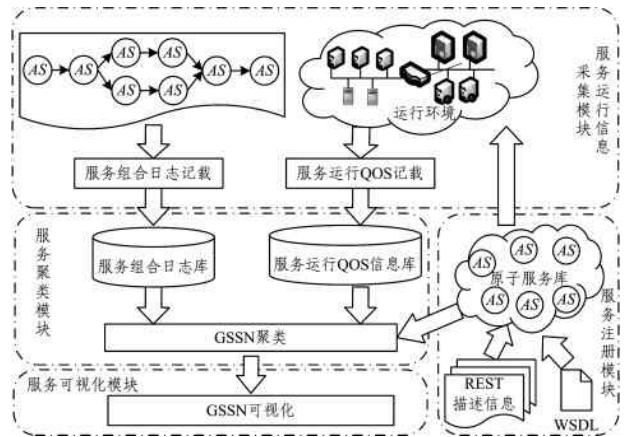 AS
AS
AS
AS
AS
AS
AS
AS
运行环境
服务运行信息
采集模块
服务组合日志记载
服务运行QOS记载
服务聚类模块
服务组合日志库
服务运行QOS信息库
AS
AS
AS
原子服务库
AS
AS
AS
GSSN聚类
服务注册模块
服务可视化模块
GSSN可视化
REST
描述信息
WSDL